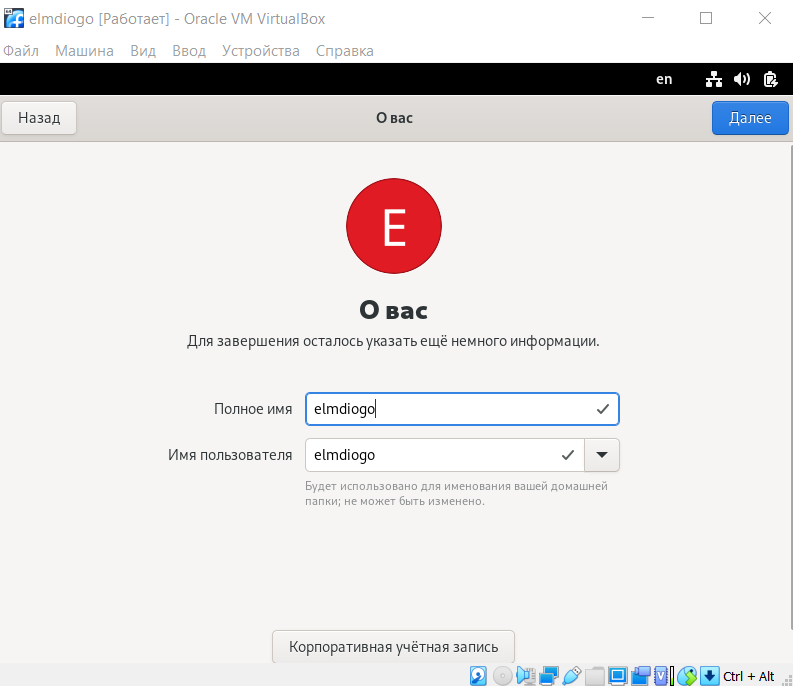 elmdiogo [Работает] - Oracle VM VirtualBox
Файл Машина Вид Ввод Устройства Справка
en
Назад О вас Далее
E
О вас
Для завершения осталось указать ещё немного информации.
Полное имя elmdiogo
Имя пользователя elmdiogo
Будет использовано для именования вашей домашней
папки; не может быть изменено.
Корпоративная учётная запись
Ctrl + Alt